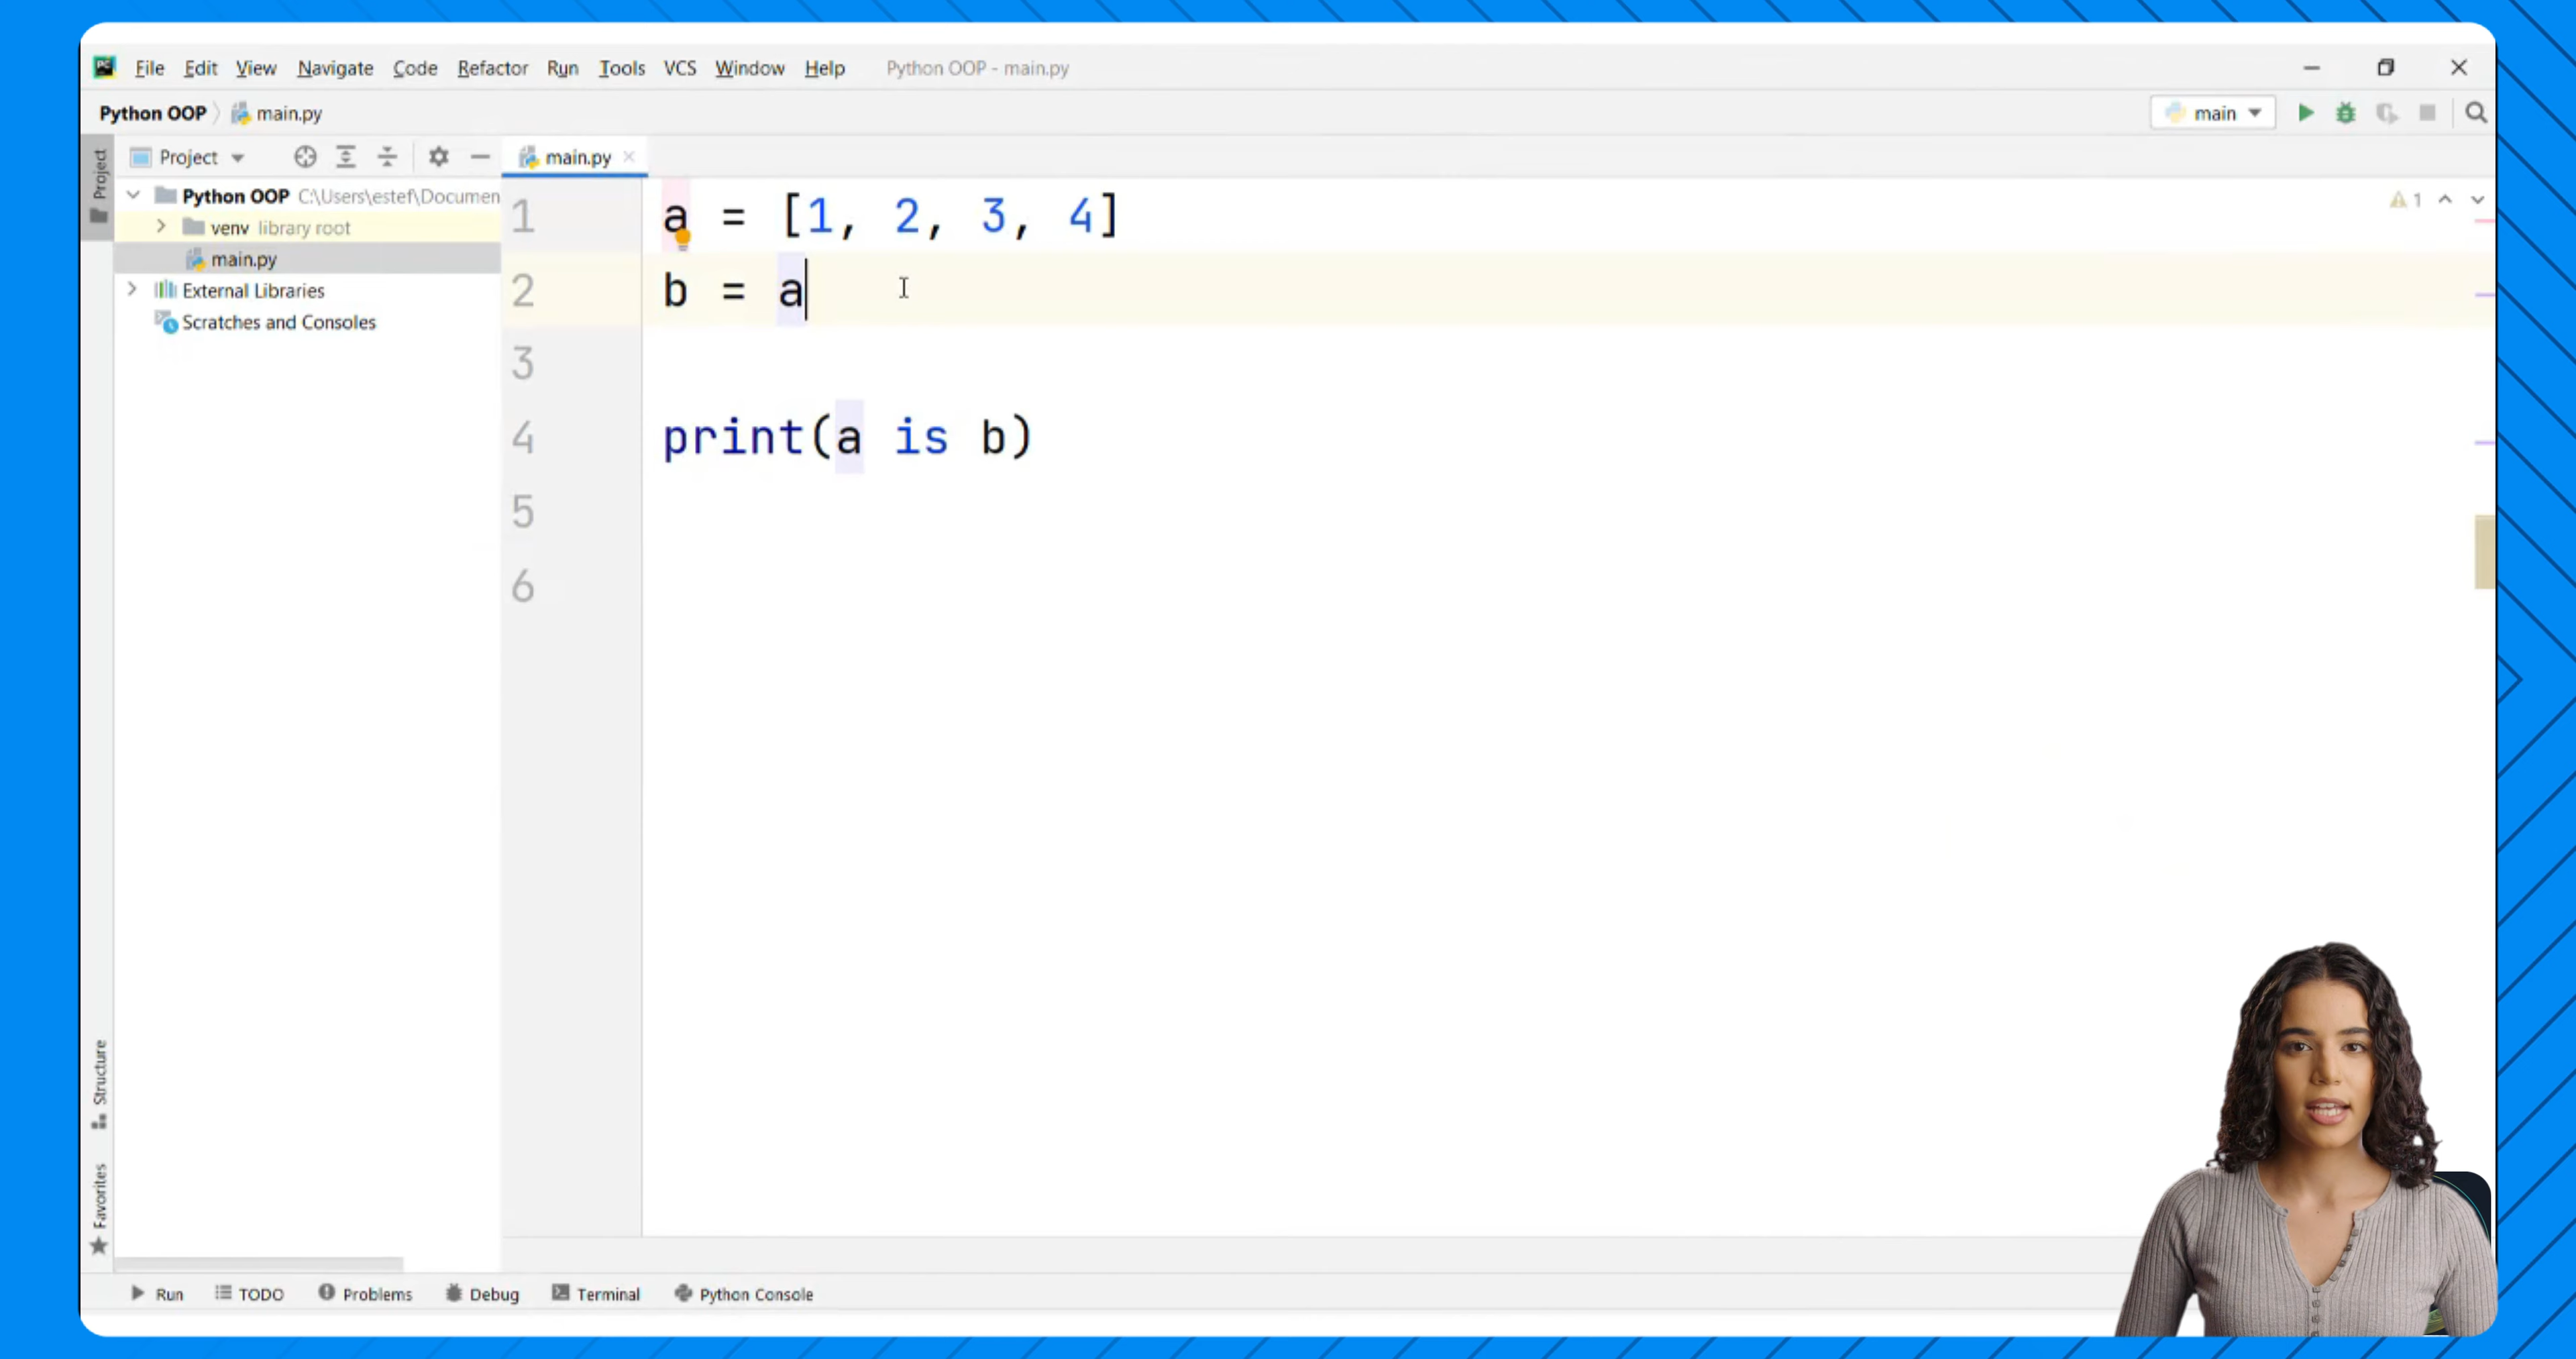 File Edit View Navigate Code Refactor Run Tools VCS Window Help Python OOP - main.py
Python OOP main.py main
Project main.py
Project
Python OOP C:\Users\estef\Documen
venv library root
main.py
External Libraries
Scratches and Consoles
1 a = [1, 2, 3, 4]
2 b = a
3
4 print(a is b)
5
6
1
Structure
Favorites
Run TODO Problems Debug Terminal Python Console